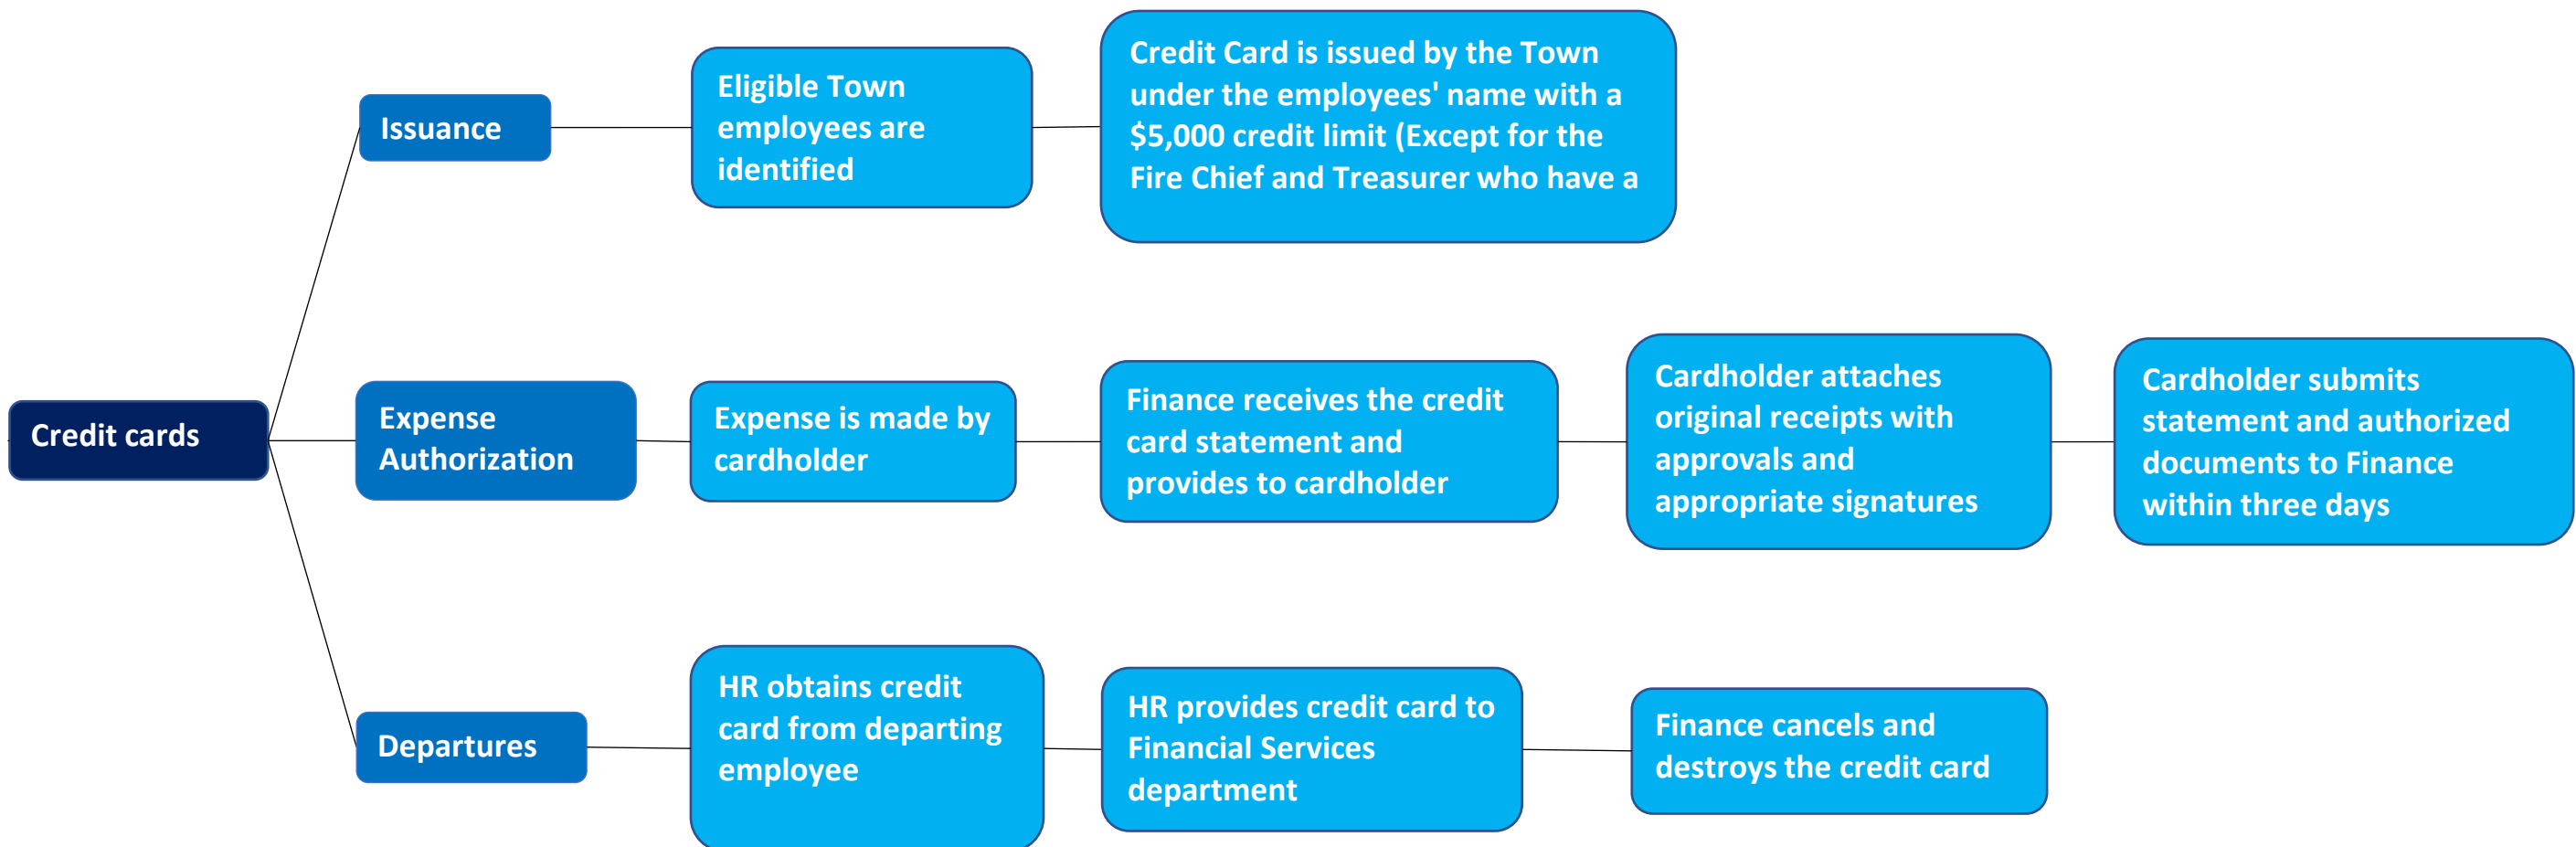 Credit cards
Issuance
Eligible Town
employees are
identified
Credit Card is issued by the Town
under the employees' name with a
$5,000 credit limit (Except for the
Fire Chief and Treasurer who have a
Expense
Authorization
Expense is made by
cardholder
Finance receives the credit
card statement and
provides to cardholder
Cardholder attaches
original receipts with
approvals and
appropriate signatures
Cardholder submits
statement and authorized
documents to Finance
within three days
Departures
HR obtains credit
card from departing
employee
HR provides credit card to
Financial Services
department
Finance cancels and
destroys the credit card